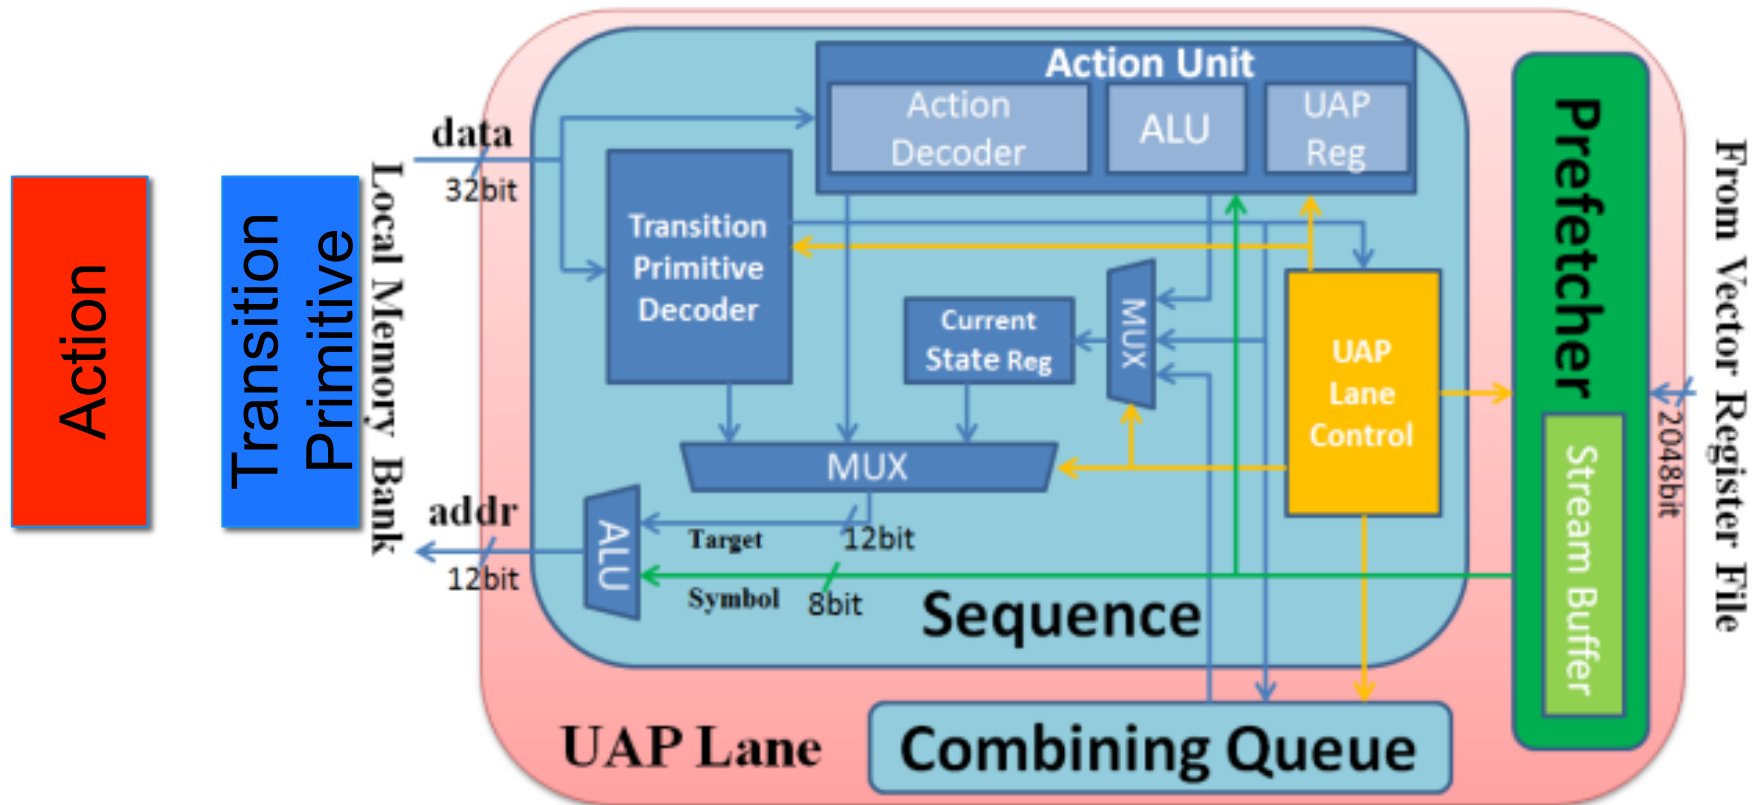 Action
Transition
Primitive
Local Memory Bank
data
32bit
addr
12bit
Action Unit
Action
Decoder
ALU
UAP
Reg
Transition
Primitive
Decoder
Current
State Reg
MUX
UAP
Lane
Control
MUX
ALU
Target
12bit
Symbol
8bit
Sequence
UAP Lane
Combining Queue
Prefetcher
Stream Buffer
2048bit
From Vector Register File